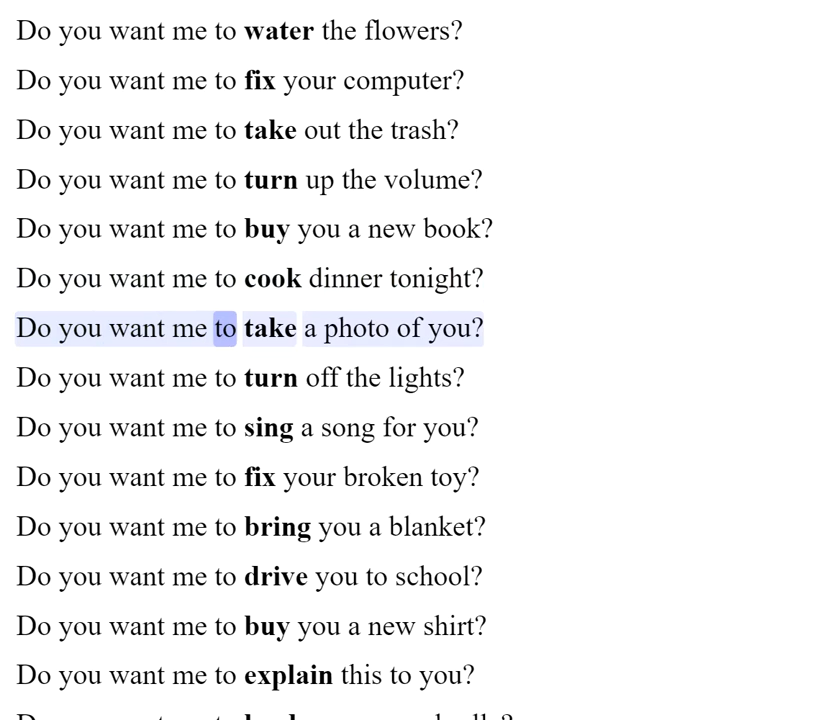 Do you want me to water the flowers?
Do you want me to fix your computer?
Do you want me to take out the trash?
Do you want me to turn up the volume?
Do you want me to buy you a new book?
Do you want me to cook dinner tonight?
Do you want me to take a photo of you?
Do you want me to turn off the lights?
Do you want me to sing a song for you?
Do you want me to fix your broken toy?
Do you want me to bring you a blanket?
Do you want me to drive you to school?
Do you want me to buy you a new shirt?
Do you want me to explain this to you?